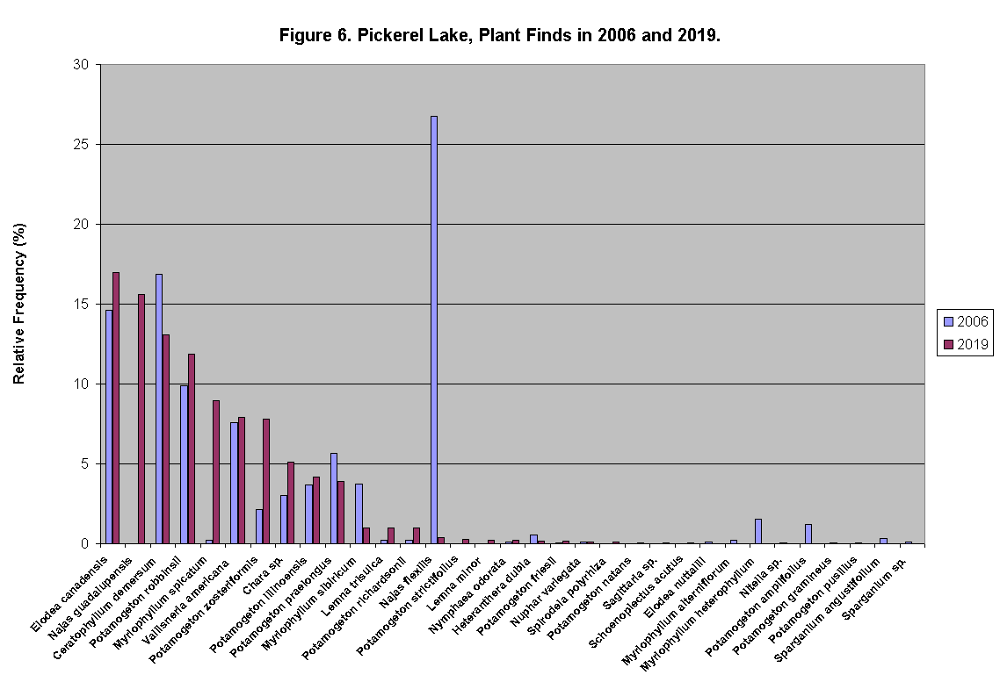 Figure 6. Pickerel Lake, Plant Finds in 2006 and 2019.
Relative Frequency (%)
30
25
20
15
10
5
0
Elodea canadensis
Najas guadalupensis
Ceratophyllum demersum
Potamogeton robbinsii
Myriophyllum spicatum
Vallisneria americana
Potamogeton zosteriformis
Chara sp.
Potamogeton illinoensis
Potamogeton praelongus
Myriophyllum sibiricum
Lemna trisulca
Potamogeton richardsonii
Najas flexilis
Potamogeton strictifolius
Lemna minor
Nymphaea odorata
Heteranthera dubia
Potamogeton friesii
Nuphar variegata
Spirodela polyrhiza
Potamogeton natans
Sagittaria sp.
Schoenoplectus acutus
Elodea nuttallii
Myriophyllum alterniflorum
Myriophyllum heterophyllum
Nitella sp.
Potamogeton amplifolius
Potamogeton gramineus
Potamogeton pusillus
Sparganium angustifolium
Sparganium sp.
2006
2019